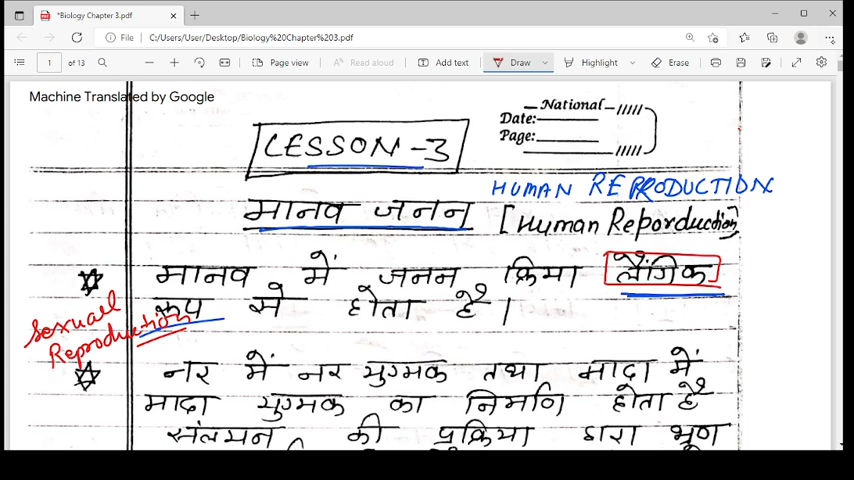 *Biology Chapter 3.pdf
File C:/Users/User/Desktop/Biology%20Chapter%203.pdf
1 of 13 Page view Read aloud Add text Draw Highlight Erase
Machine Translated by Google
National
Date:
Page:
LESSON-3
HUMAN REPRODUCTION
मानव जनन [Human Reporduction]
मानव में जनन क्रिया लैंगिक
रूप से होता है |
Sexual
Reproduction
नर में नर युग्मक तथा मादा में
मादा युग्मक का निर्माण होता है
संलयन की प्रक्रिया द्वारा भ्रूण